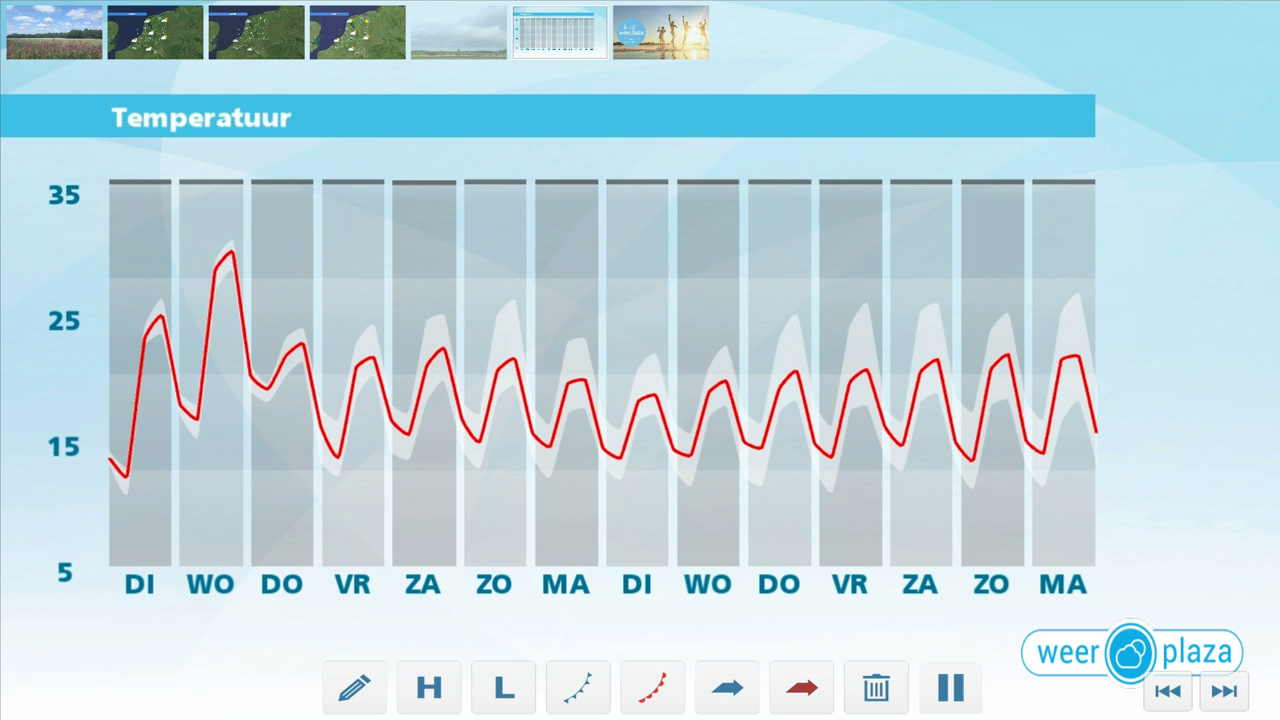 Temperatuur
35
25
15
5
DI WO DO VR ZA ZO MA DI WO DO VR ZA ZO MA
weer plaza
H L